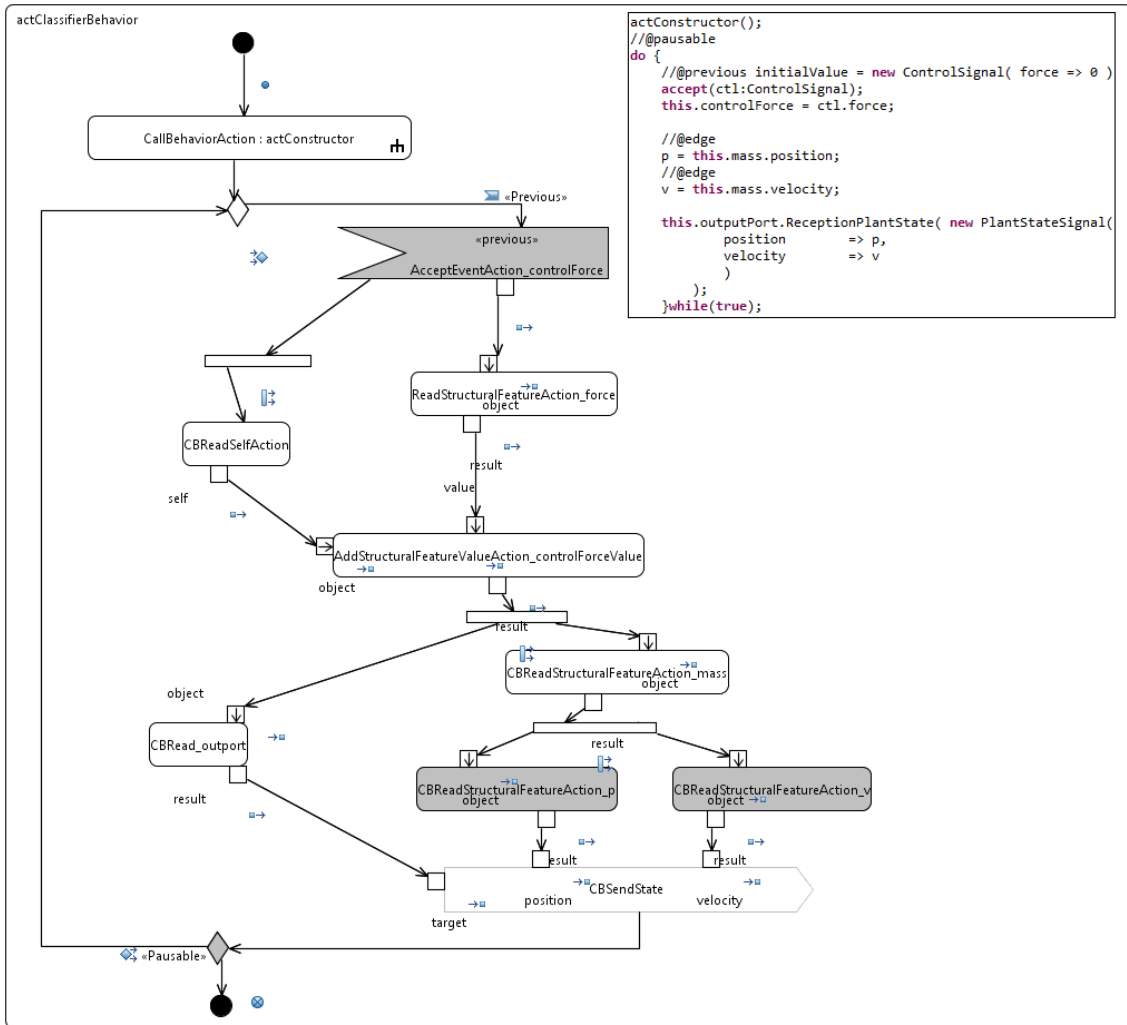 actClassifierBehavior
actConstructor();
//@pausable
do {
//@previous initialValue = new ControlSignal( force => 0 )
accept(ctl:ControlSignal);
this.controlForce = ctl.force;
//@edge
p = this.mass.position;
//@edge
v = this.mass.velocity;
this.outputPort.ReceptionPlantState( new PlantStateSignal(
position => p,
velocity => v
)
);
}while(true);
CallBehaviorAction : actConstructor
«Previous»
«previous»
AcceptEventAction_controlForce
ReadStructuralFeatureAction_force
object
CBReadSelfAction
result
self
value
AddStructuralFeatureValueAction_controlForceValue
object
result
CBReadStructuralFeatureAction_mass
object
object
CBRead_outport
result
result
CBReadStructuralFeatureAction_p
object
CBReadStructuralFeatureAction_v
object
result
result
CBSendState
position
velocity
target
«Pausable»